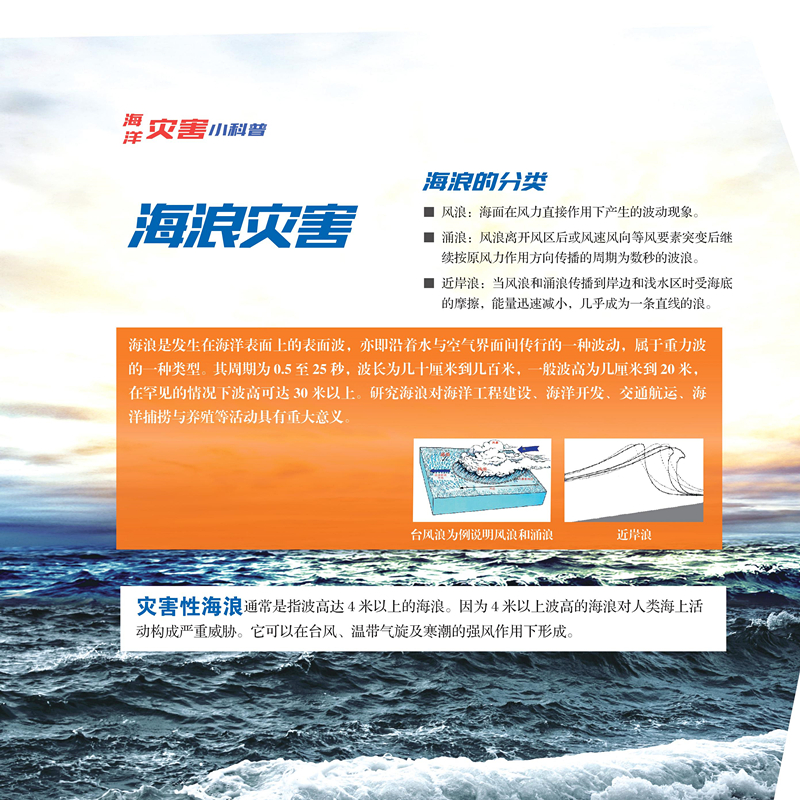 海洋灾害小科普
海浪灾害
海浪的分类
■ 风浪：海面在风力直接作用下产生的波动现象。
■ 涌浪：风浪离开风区后或风速风向等风要素突变后继
续按原风力作用方向传播的周期为数秒的波浪。
■ 近岸浪：当风浪和涌浪传播到岸边和浅水区时受海底
的摩擦，能量迅速减小，几乎成为一条直线的浪。
海浪是发生在海洋表面上的表面波，亦即沿着水与空气界面间传行的一种波动，属于重力波
的一种类型。其周期为 0.5 至 25 秒，波长为几十厘米到几百米，一般波高为几厘米到 20 米，
在罕见的情况下波高可达 30 米以上。研究海浪对海洋工程建设、海洋开发、交通航运、海
洋捕捞与养殖等活动具有重大意义。
台风浪为例说明风浪和涌浪
近岸浪
灾害性海浪通常是指波高达 4 米以上的海浪。因为 4 米以上波高的海浪对人类海上活
动构成严重威胁。它可以在台风、温带气旋及寒潮的强风作用下形成。